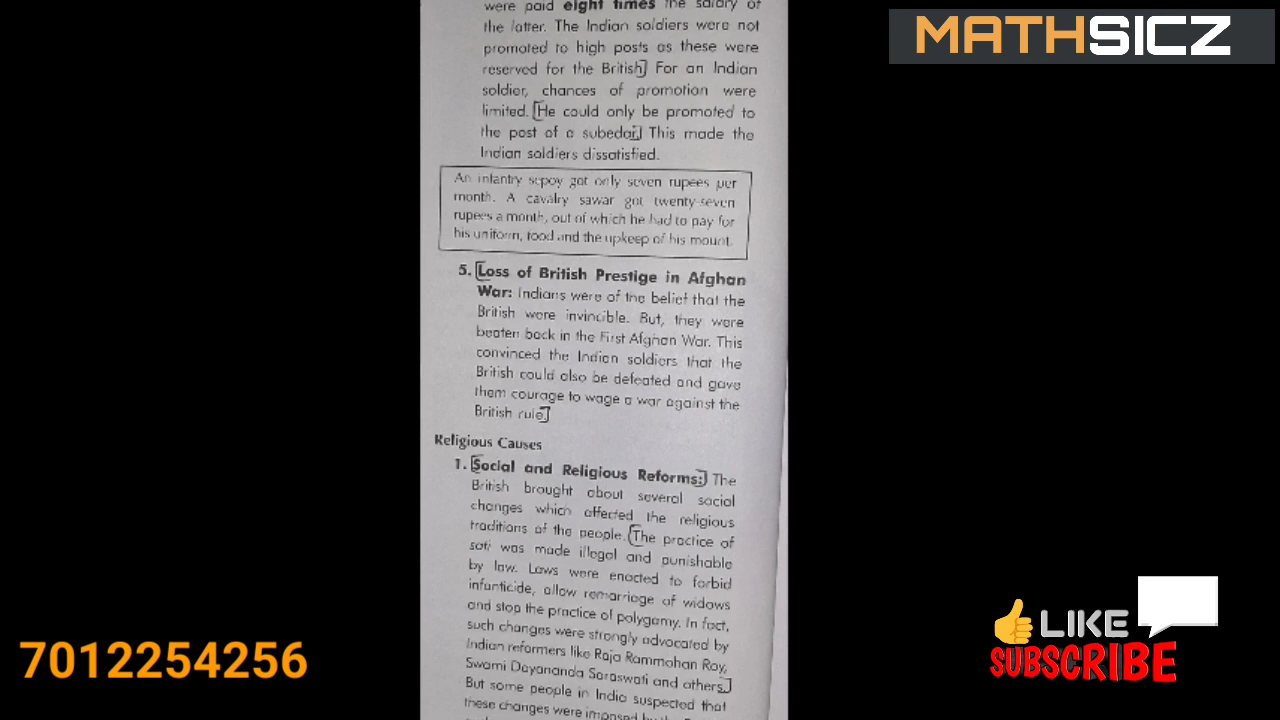 were paid eight times the salary of
the latter. The Indian soldiers were not
promoted to high posts as these were
reserved for the British] For an Indian
soldier, chances of promotion were
limited. [He could only be promoted to
the post of a subedar.] This made the
Indian soldiers dissatisfied.
An infantry sepoy got only seven rupees per
month. A cavalry sawar got twenty-seven
rupees a month, out of which he had to pay for
his uniform, food and the upkeep of his mount.
5. [Loss of British Prestige in Afghan
War: Indians were of the belief that the
British were invincible. But, they were
beaten back in the First Afghan War. This
convinced the Indian soldiers that the
British could also be defeated and gave
them courage to wage a war against the
British rule]
Religious Causes
1. [Social and Religious Reforms:] The
British brought about several social
changes which affected the religious
traditions of the people. [The practice of
sati was made illegal and punishable
by law. Laws were enacted to forbid
infanticide, allow remarriage of widows
and stop the practice of polygamy. In fact,
such changes were strongly advocated by
Indian reformers like Raja Rammohan Roy,
Swami Dayananda Saraswati and others.]
But some people in India suspected that
these changes were imposed by the
MATHSICZ
7012254256
LIKE
SUBSCRIBE